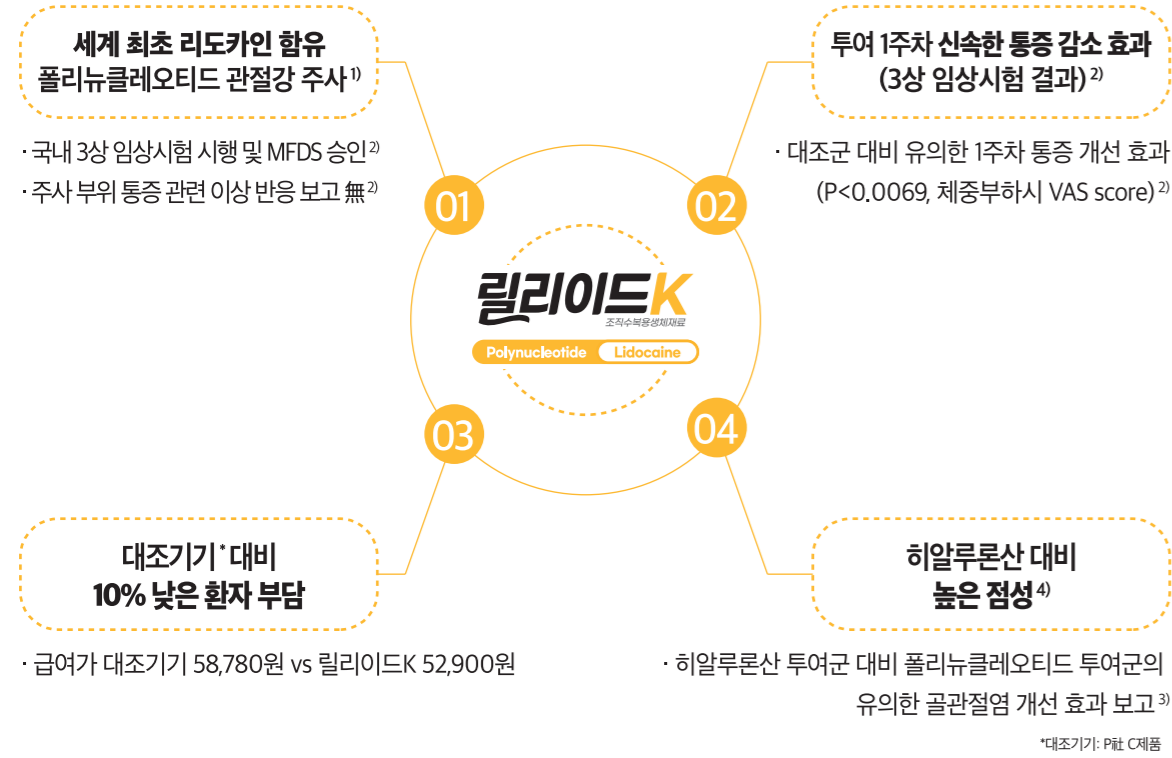 세계 최초 리도카인 함유
폴리뉴클레오티드 관절강 주사 1)
· 국내 3상 임상시험 시행 및 MFDS 승인 2)
· 주사 부위 통증 관련 이상 반응 보고 無 2)
01
투여 1주차 신속한 통증 감소 효과
(3상 임상시험 결과) 2)
· 대조군 대비 유의한 1주차 통증 개선 효과
(P<0.0069, 체중부하시 VAS score) 2)
02
릴리이드K
조직수복용생체재료
Polynucleotide Lidocaine
03
대조기기* 대비
10% 낮은 환자 부담
· 급여가 대조기기 58,780원 vs 릴리이드K 52,900원
04
히알루론산 대비
높은 점성 4)
· 히알루론산 투여군 대비 폴리뉴클레오티드 투여군의
유의한 골관절염 개선 효과 보고 3)
*대조기기: P社 C제품